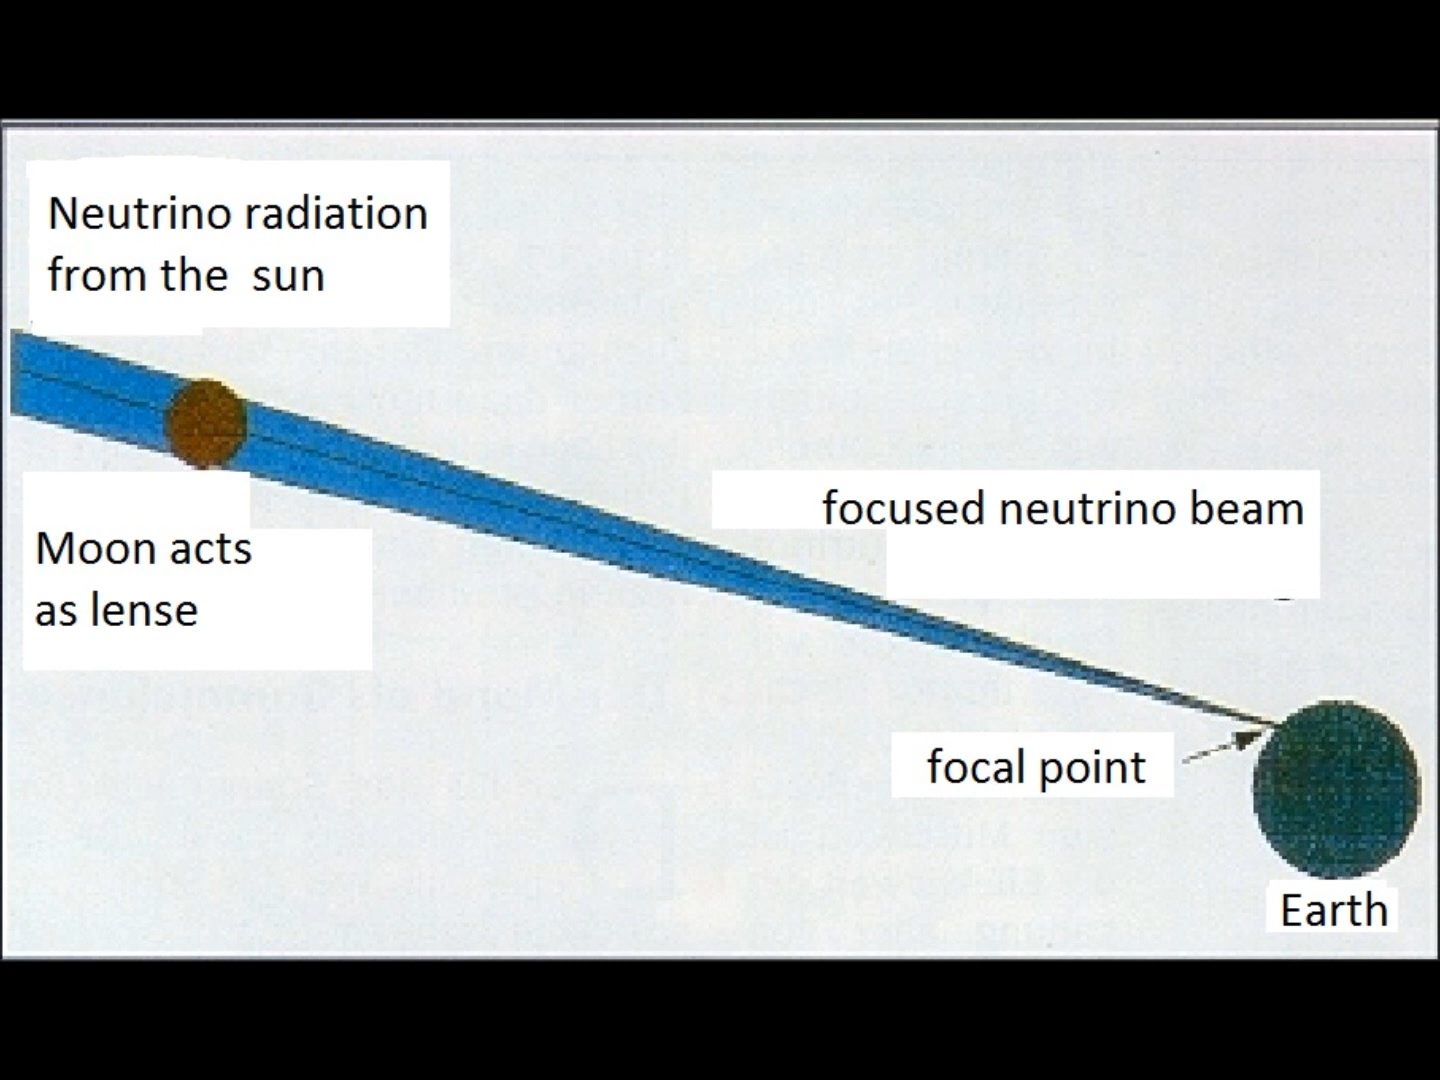 Neutrino radiation
from the sun
Moon acts
as lense
focused neutrino beam
focal point
Earth